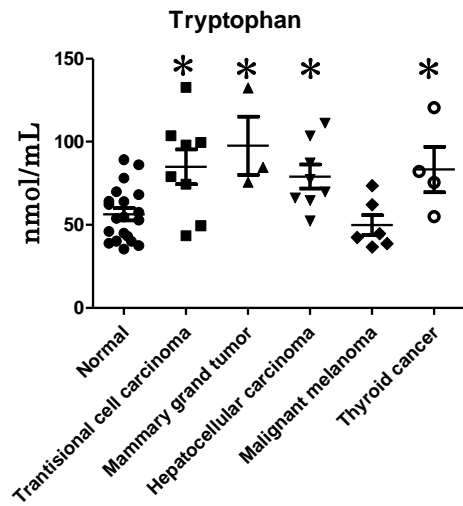 Tryptophan
nmol/mL
150
100
50
0
* * * *
Normal
Trantisional cell carcinoma
Mammary grand tumor
Hepatocellular carcinoma
Malignant melanoma
Thyroid cancer